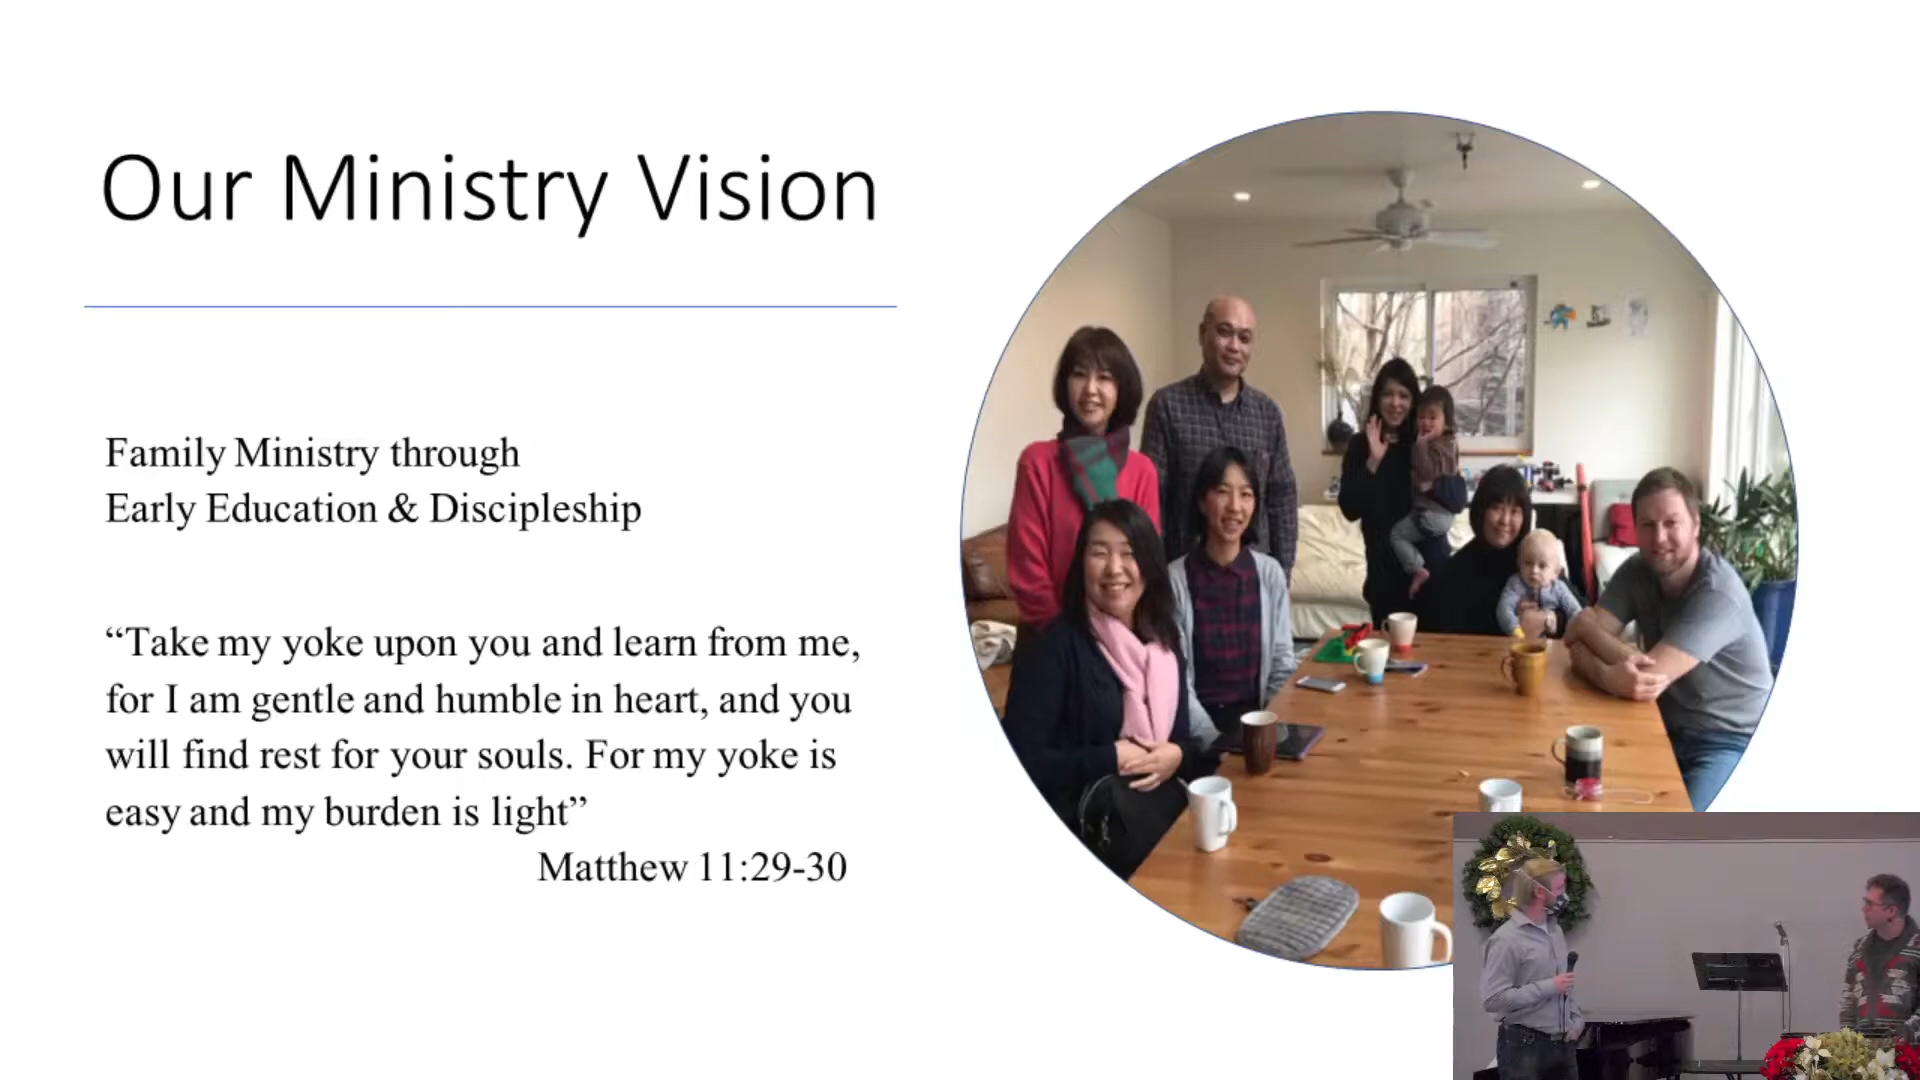 Our Ministry Vision
Family Ministry through
Early Education & Discipleship
“Take my yoke upon you and learn from me,
for I am gentle and humble in heart, and you
will find rest for your souls. For my yoke is
easy and my burden is light”
Matthew 11:29-30